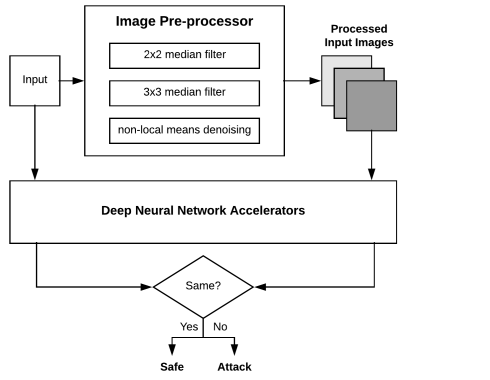 Image Pre-processor
Processed
Input Images
2x2 median filter
Input
3x3 median filter
non-local means denoising
Deep Neural Network Accelerators
Same?
Yes
No
Safe
Attack